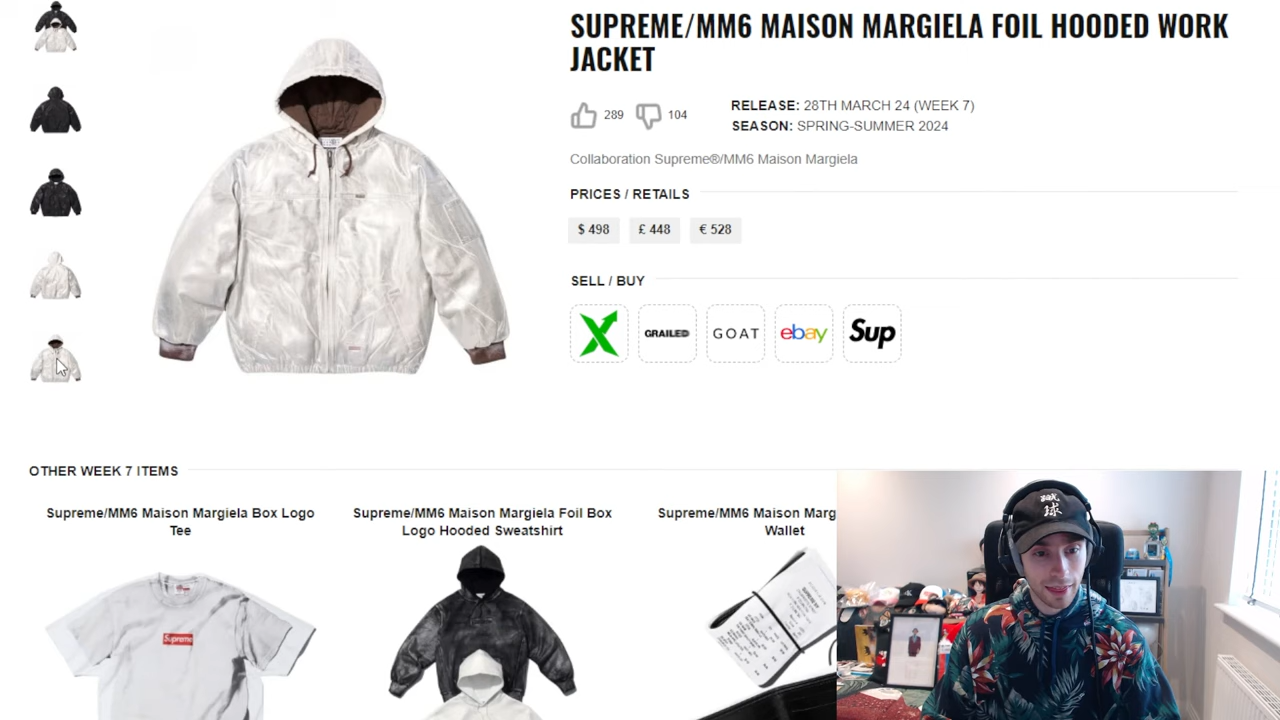 SUPREME/MM6 MAISON MARGIELA FOIL HOODED WORK
JACKET
289
104
RELEASE: 28TH MARCH 24 (WEEK 7)
SEASON: SPRING-SUMMER 2024
Collaboration Supreme®/MM6 Maison Margiela
PRICES / RETAILS
$ 498
£ 448
€ 528
SELL / BUY
X
GRAILED
GOAT
ebay
Sup
OTHER WEEK 7 ITEMS
Supreme/MM6 Maison Margiela Box Logo
Tee
Supreme/MM6 Maison Margiela Foil Box
Logo Hooded Sweatshirt
Supreme/MM6 Maison Marg
Wallet
Supreme
球